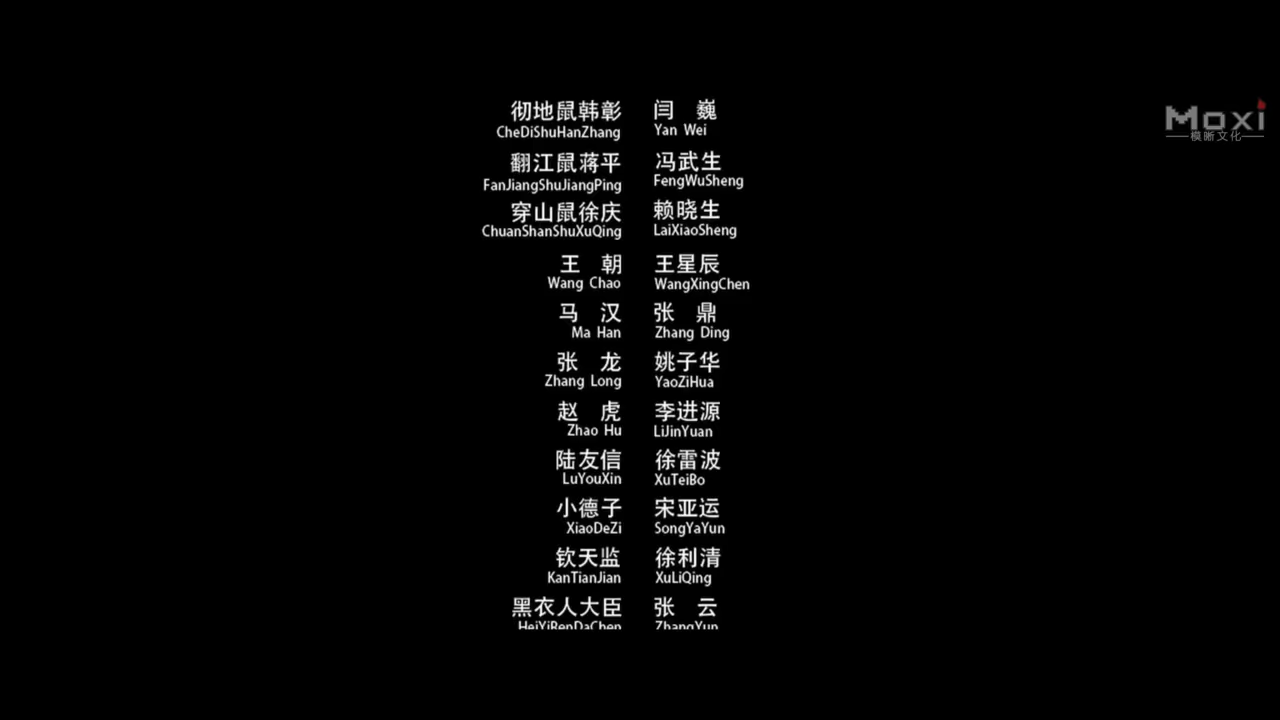 彻地鼠韩彰 闫 巍
CheDiShuHanZhang Yan Wei
翻江鼠蒋平 冯武生
FanJiangShuJiangPing FengWuSheng
穿山鼠徐庆 赖晓生
ChuanShanShuXuQing LaiXiaoSheng
王 朝 王星辰
Wang Chao WangXingChen
马 汉 张 鼎
Ma Han Zhang Ding
张 龙 姚子华
Zhang Long YaoZiHua
赵 虎 李进源
Zhao Hu LiJinYuan
陆友信 徐雷波
LuYouXin XuTeiBo
小德子 宋亚运
XiaoDeZi SongYaYun
钦天监 徐利清
KanTianJian XuLiQing
黑衣人大臣 张 云
HeiYiRenDaChen ZhangYun
Moxi
模晰文化